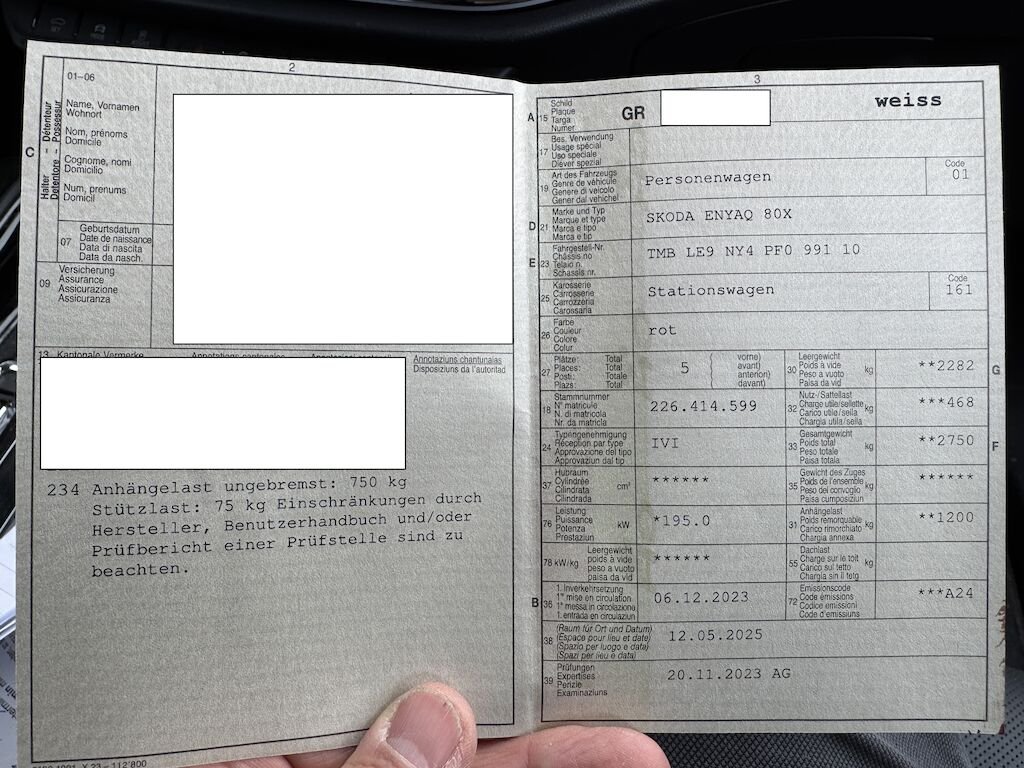 2
01–06
Halter – Détenteur
Detentore – Possessur
Name, Vornamen
Wohnort
Nom, prénoms
Domicile
Cognome, nomi
Domicilio
Num, prenums
Domicil
C
07
Geburtsdatum
Date de naissance
Data di nascita
Data da nasch.
09
Versicherung
Assurance
Assicurazione
Assicuranza
13 Kantonale Vermerke
Annotations cantonales
Annotazioni cantonali
Annotaziuns chantunalas
Disposiziuns da l'autoritad
234 Anhängelast ungebremst: 750 kg
Stützlast: 75 kg Einschränkungen durch
Hersteller, Benutzerhandbuch und/oder
Prüfbericht einer Prüfstelle sind zu
beachten.
X 23 – 112'800
3
A 15
Schild
Plaque
Targa
Numer
GR
weiss
17
Bes. Verwendung
Usage spécial
Uso speciale
Diever spezial
19
Art des Fahrzeugs
Genre de véhicule
Genere di veicolo
Gener dal vehichel
Personenwagen
Code
01
D 21
Marke und Typ
Marque et type
Marca e tipo
Marca e tip
SKODA ENYAQ 80X
E 23
Fahrgestell-Nr.
Châssis no
Telaio n.
Schassis nr.
TMB LE9 NY4 PF0 991 10
25
Karosserie
Carrosserie
Carrozzeria
Carossaria
Stationswagen
Code
161
26
Farbe
Couleur
Colore
Colur
rot
27
Plätze: Total
Places: Total
Posti: Totale
Plazs: Total
5
vorne)
avant)
anteriori)
davant)
30
Leergewicht
Poids à vide
Peso a vuoto
Paisa da vid
kg
**2282
G
18
Stammnummer
N° matricule
N. di matricola
Nr. da matricla
226.414.599
32
Nutz-/Sattellast
Charge utile/sellette
Carico utile/sella
Chargia utila/sella
kg
***468
24
Typengenehmigung
Réception par type
Approvazione del tipo
Approvaziun dal tip
IVI
33
Gesamtgewicht
Poids total
Peso totale
Paisa totala
kg
**2750
F
37
Hubraum
Cylindrée
Cilindrata
Cilindrada
cm³
******
35
Gewicht des Zuges
Poids de l'ensemble
Peso del convoglio
Paisa cumposiziun
kg
******
76
Leistung
Puissance
Potenza
Prestaziun
kW
*195.0
31
Anhängelast
Poids remorquable
Carico rimorchiato
Chargia annexa
kg
**1200
78 kW/kg
Leergewicht
poids à vide
peso a vuoto
paisa da vid
******
55
Dachlast
Charge sur le toit
Carico sul tetto
Chargia sin il tetg
kg
B 36
1. Inverkehrsetzung
1re mise en circulation
1a messa in circolazione
1. entrada en circulaziun
06.12.2023
72
Emissionscode
Code émissions
Codice emissioni
Code d'emissiuns
***A24
38
(Raum für Ort und Datum)
(Espace pour lieu et date)
(Spazio per luogo e data)
(Spazi per lieu e data)
12.05.2025
39
Prüfungen
Expertises
Perizie
Examinaziuns
20.11.2023 AG